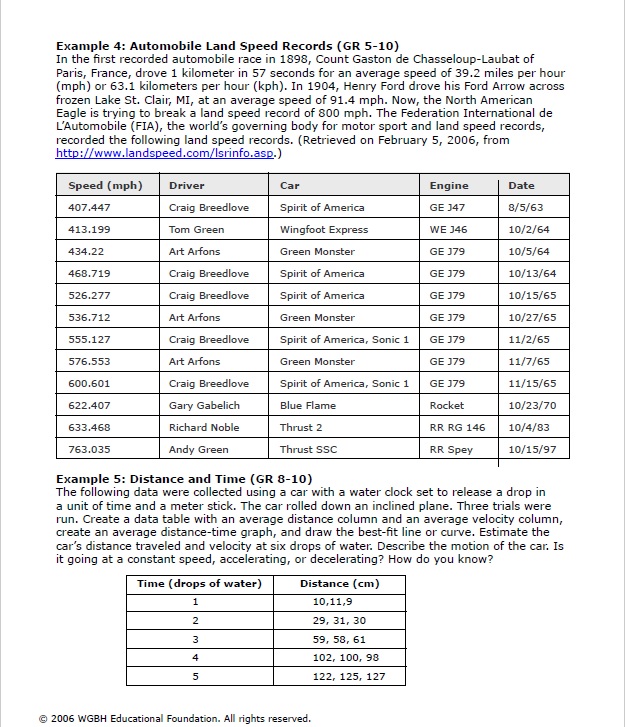 Example 4: Automobile Land Speed Records (GR 5-10)
In the first recorded automobile race in 1898, Count Gaston de Chasseloup-Laubat of
Paris, France, drove 1 kilometer in 57 seconds for an average speed of 39.2 miles per hour
(mph) or 63.1 kilometers per hour (kph). In 1904, Henry Ford drove his Ford Arrow across
frozen Lake St. Clair, MI, at an average speed of 91.4 mph. Now, the North American
Eagle is trying to break a land speed record of 800 mph. The Federation International de
L'Automobile (FIA), the world's governing body for motor sport and land speed records,
recorded the following land speed records. (Retrieved on February 5, 2006, from
http://www.landspeed.com/lsrinfo.asp.)
Speed (mph) Driver Car Engine Date
407.447 Craig Breedlove Spirit of America GE J47 8/5/63
413.199 Tom Green Wingfoot Express WE J46 10/2/64
434.22 Art Arfons Green Monster GE J79 10/5/64
468.719 Craig Breedlove Spirit of America GE J79 10/13/64
526.277 Craig Breedlove Spirit of America GE J79 10/15/65
536.712 Art Arfons Green Monster GE J79 10/27/65
555.127 Craig Breedlove Spirit of America, Sonic 1 GE J79 11/2/65
576.553 Art Arfons Green Monster GE J79 11/7/65
600.601 Craig Breedlove Spirit of America, Sonic 1 GE J79 11/15/65
622.407 Gary Gabelich Blue Flame Rocket 10/23/70
633.468 Richard Noble Thrust 2 RR RG 146 10/4/83
763.035 Andy Green Thrust SSC RR Spey 10/15/97
Example 5: Distance and Time (GR 8-10)
The following data were collected using a car with a water clock set to release a drop in
a unit of time and a meter stick. The car rolled down an inclined plane. Three trials were
run. Create a data table with an average distance column and an average velocity column,
create an average distance-time graph, and draw the best-fit line or curve. Estimate the
car's distance traveled and velocity at six drops of water. Describe the motion of the car. Is
it going at a constant speed, accelerating, or decelerating? How do you know?
Time (drops of water) Distance (cm)
1 10,11,9
2 29, 31, 30
3 59, 58, 61
4 102, 100, 98
5 122, 125, 127
© 2006 WGBH Educational Foundation. All rights reserved.